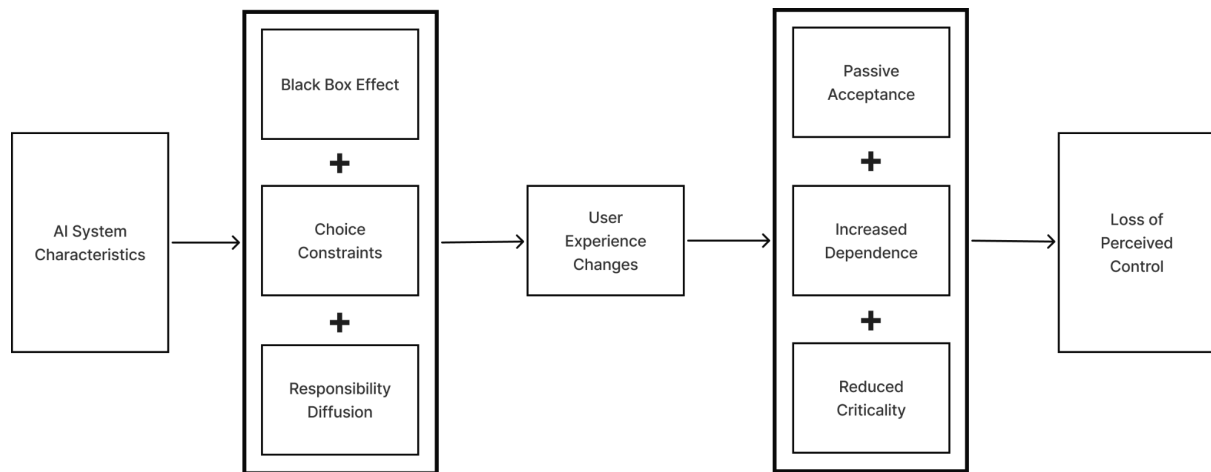 AI System
Characteristics
Black Box Effect
+
Choice
Constraints
+
Responsibility
Diffusion
User
Experience
Changes
Passive
Acceptance
+
Increased
Dependence
+
Reduced
Criticality
Loss of
Perceived
Control